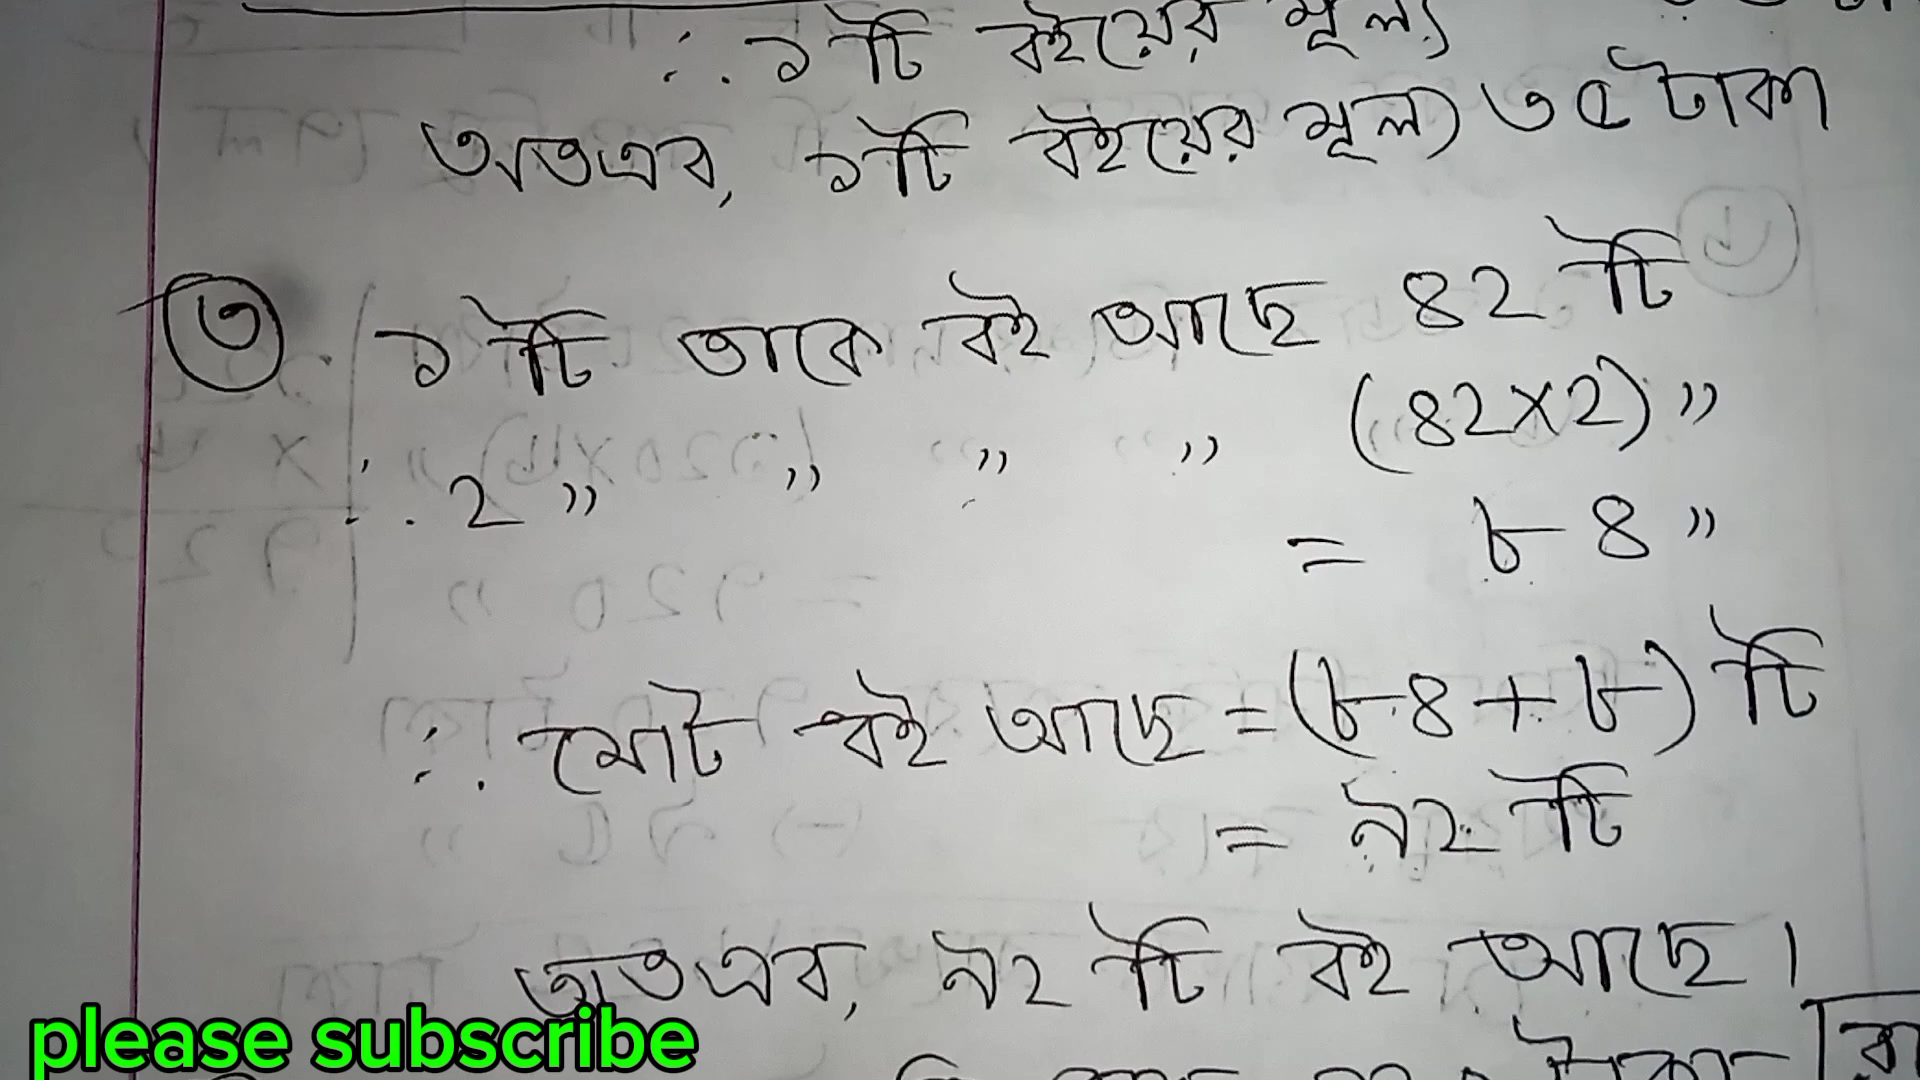 ∴ ১টি বইয়ের মূল্য
অতএব, ১টি বইয়ের মূল্য ৩৫ টাকা
৩ ১টি তাকে বই আছে ৪২ টি
∴ ২ " " " " (৪২×২) "
= ৮৪ "
∴ মোট বই আছে = (৮৪ + ৮) টি
= ৯২ টি
অতএব, ৯২ টি বই আছে।
please subscribe